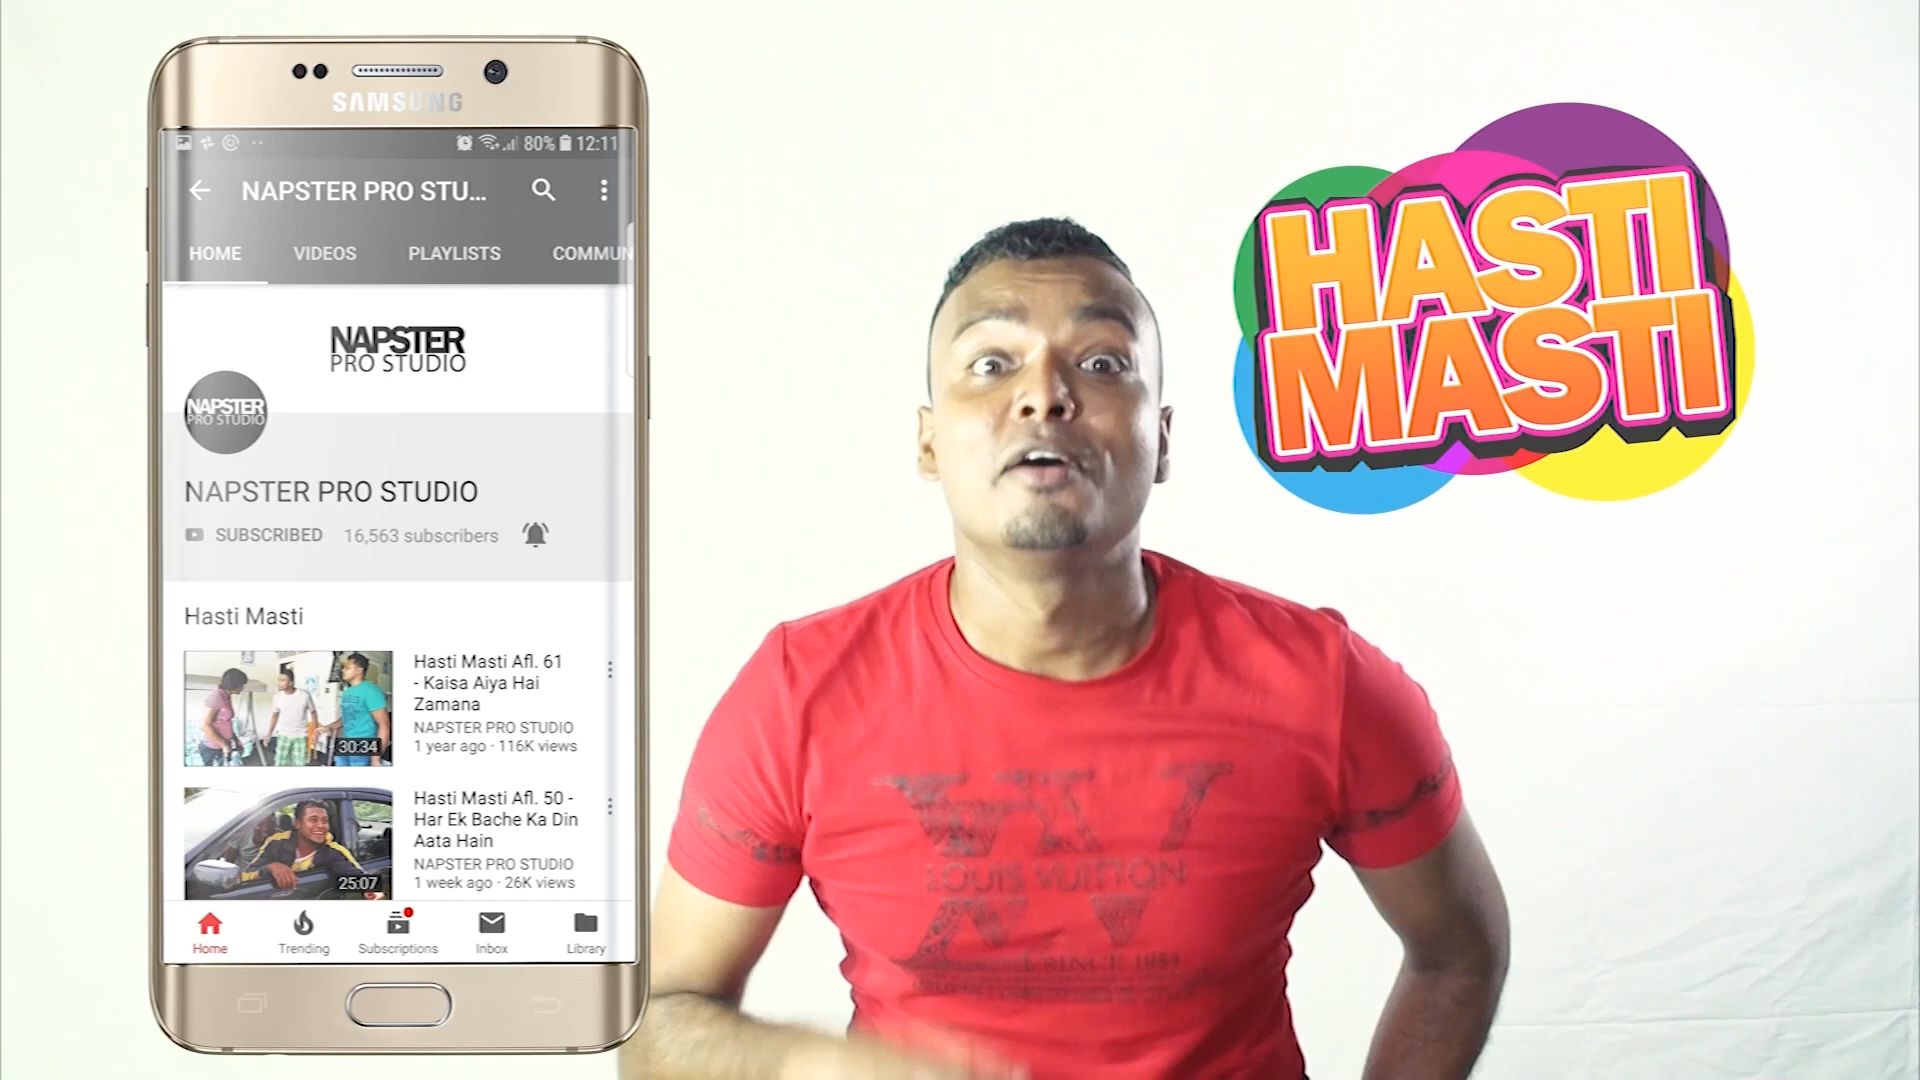 SAMSUNG
80% 12:11
NAPSTER PRO STU...
HOME VIDEOS PLAYLISTS COMMUN
NAPSTER
PRO STUDIO
NAPSTER
PRO STUDIO
NAPSTER PRO STUDIO
SUBSCRIBED 16,563 subscribers
Hasti Masti
Hasti Masti Afl. 61
- Kaisa Aiya Hai
Zamana
NAPSTER PRO STUDIO
1 year ago · 116K views
30:34
Hasti Masti Afl. 50 -
Har Ek Bache Ka Din
Aata Hain
NAPSTER PRO STUDIO
1 week ago · 26K views
25:07
Home Trending Subscriptions Inbox Library
HASTI
MASTI
LOUIS VUITTON
SINCE 1884